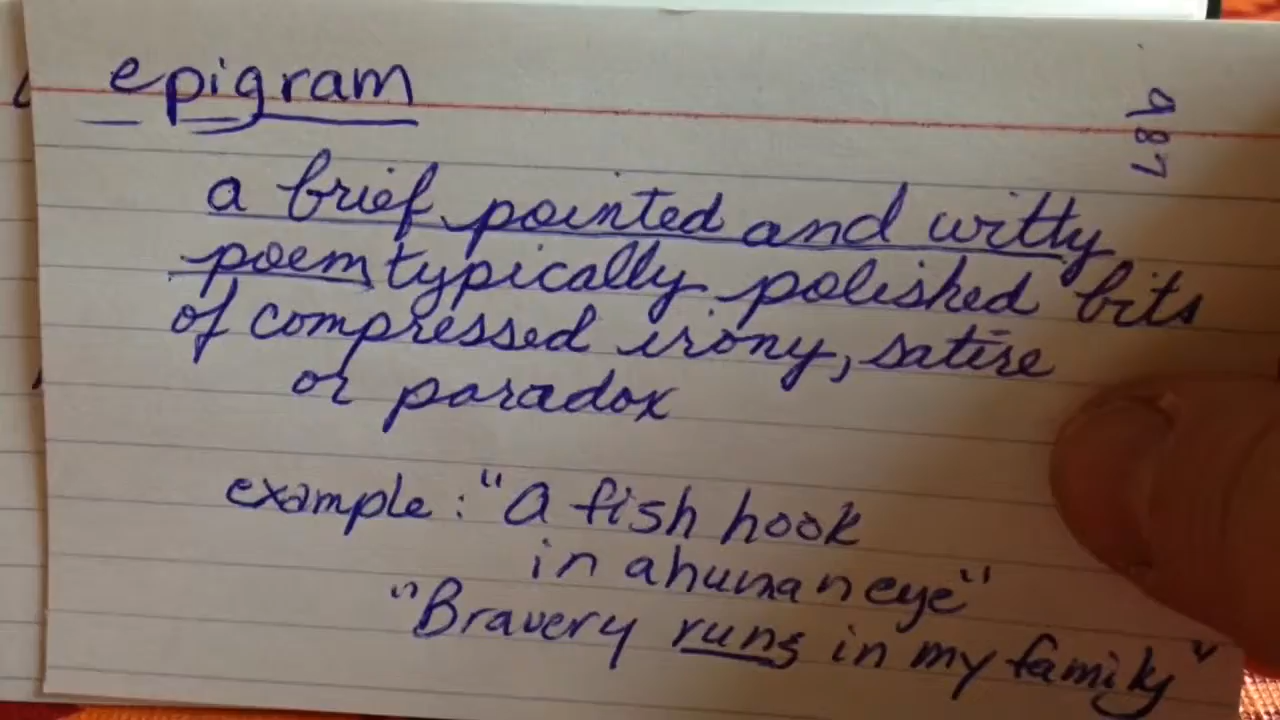 epigram
987
a brief pointed and witty
poem typically polished bits
of compressed irony, satire
or paradox
example: "A fish hook
in a human eye"
"Bravery runs in my family"